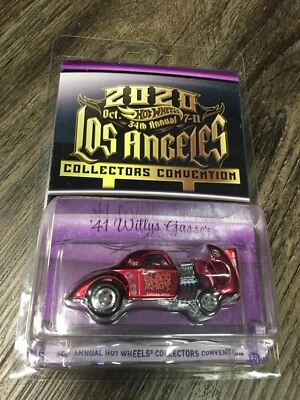 2020
Oct. HOT WHEELS 7-11
34th Annual
LOS ANGELES
COLLECTORS CONVENTION
'41 Willys Gasser
34TH ANNUAL HOT WHEELS® COLLECTORS CONVENTION